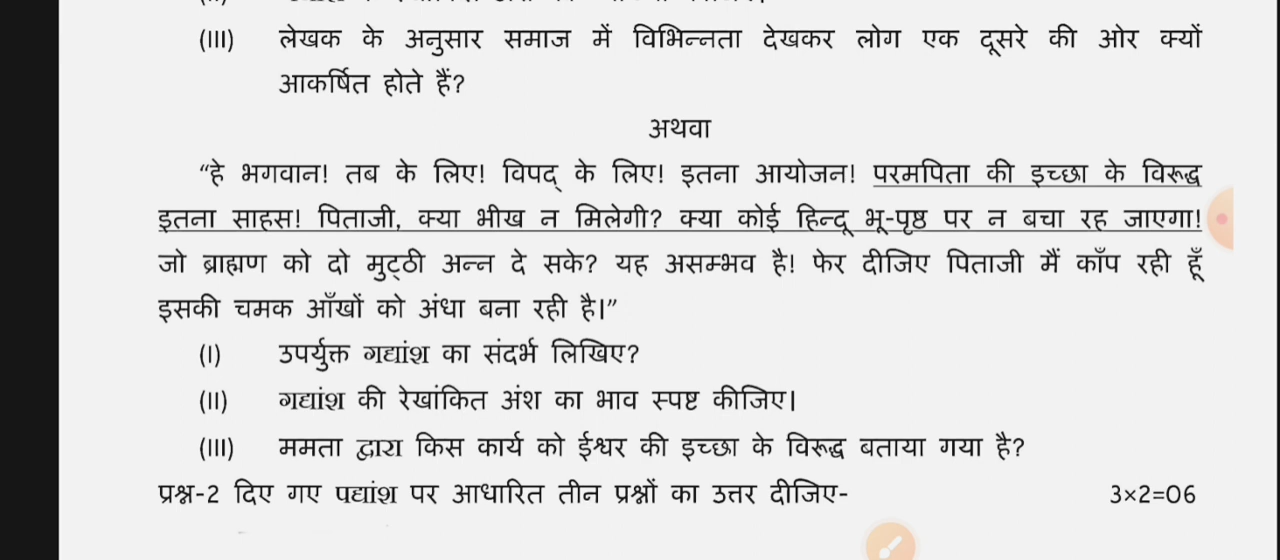 (III) लेखक के अनुसार समाज में विभिन्नता देखकर लोग एक दूसरे की ओर क्यों
आकर्षित होते हैं?
अथवा
“हे भगवान! तब के लिए! विपद् के लिए! इतना आयोजन! परमपिता की इच्छा के विरूद्ध
इतना साहस! पिताजी, क्या भीख न मिलेगी? क्या कोई हिन्दू भू-पृष्ठ पर न बचा रह जाएगा!
जो ब्राह्मण को दो मुट्ठी अन्न दे सके? यह असम्भव है! फेर दीजिए पिताजी मैं काँप रही हूँ
इसकी चमक आँखों को अंधा बना रही है।”
(I) उपर्युक्त गद्यांश का संदर्भ लिखिए?
(II) गद्यांश की रेखांकित अंश का भाव स्पष्ट कीजिए।
(III) ममता द्वारा किस कार्य को ईश्वर की इच्छा के विरूद्ध बताया गया है?
प्रश्न-2 दिए गए पद्यांश पर आधारित तीन प्रश्नों का उत्तर दीजिए- 3×2=06